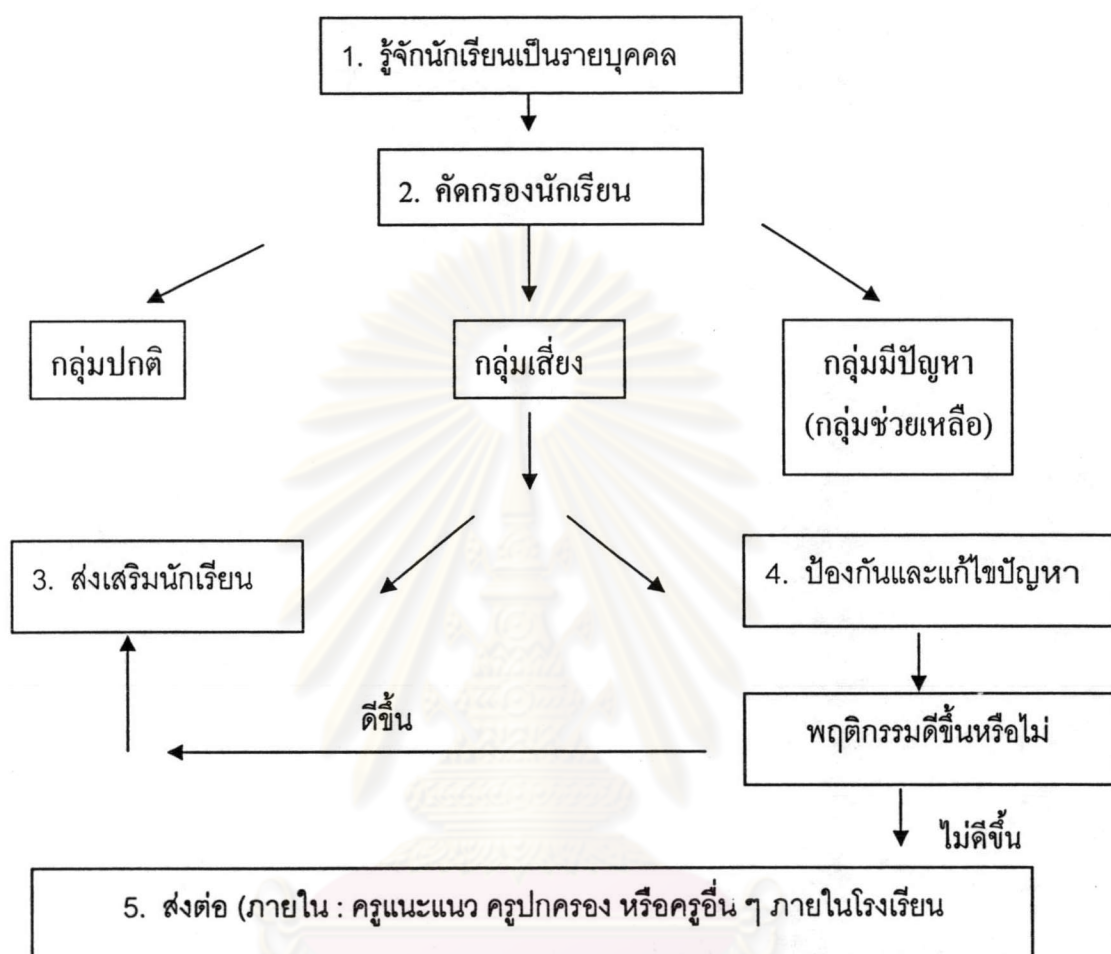 1. รู้จักนักเรียนเป็นรายบุคคล
2. คัดกรองนักเรียน
กลุ่มปกติ
กลุ่มเสี่ยง
กลุ่มมีปัญหา
(กลุ่มช่วยเหลือ)
3. ส่งเสริมนักเรียน
4. ป้องกันและแก้ไขปัญหา
ดีขึ้น
พฤติกรรมดีขึ้นหรือไม่
ไม่ดีขึ้น
5. ส่งต่อ (ภายใน : ครูแนะแนว ครูปกครอง หรือครูอื่น ๆ ภายในโรงเรียน